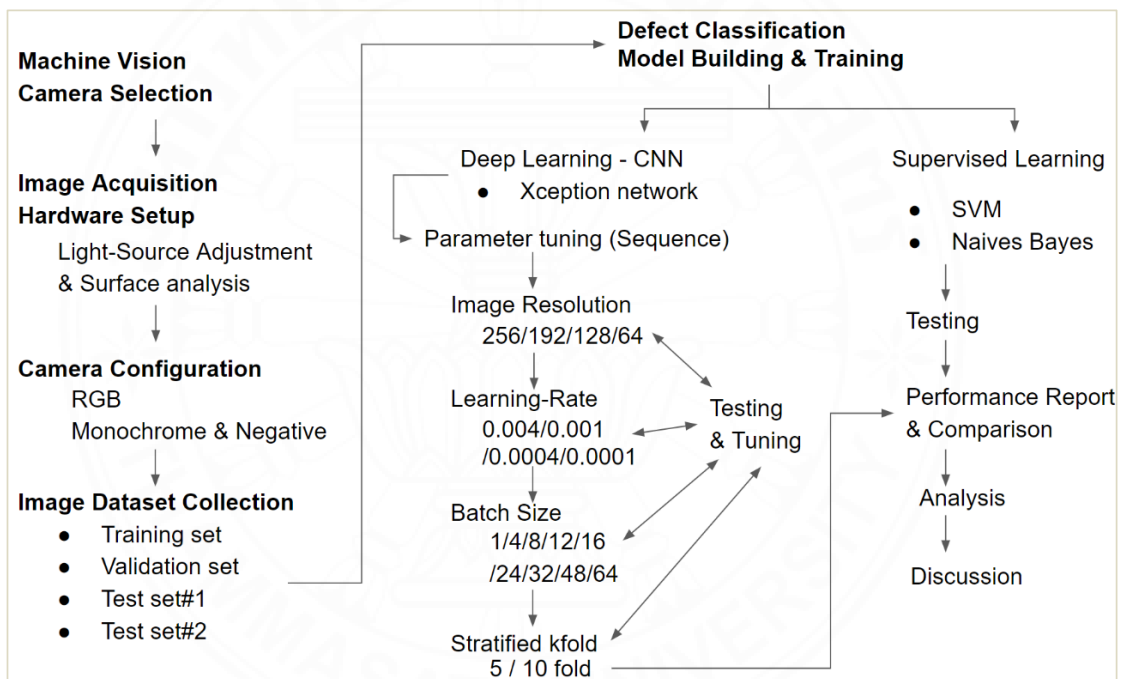 Machine Vision
Camera Selection
Image Acquisition
Hardware Setup
Light-Source Adjustment
& Surface analysis
Camera Configuration
RGB
Monochrome & Negative
Image Dataset Collection
● Training set
● Validation set
● Test set#1
● Test set#2
Defect Classification
Model Building & Training
Deep Learning - CNN
● Xception network
Parameter tuning (Sequence)
Image Resolution
256/192/128/64
Learning-Rate
0.004/0.001
/0.0004/0.0001
Batch Size
1/4/8/12/16
/24/32/48/64
Stratified kfold
5 / 10 fold
Testing
& Tuning
Supervised Learning
● SVM
● Naives Bayes
Testing
Performance Report
& Comparison
Analysis
Discussion